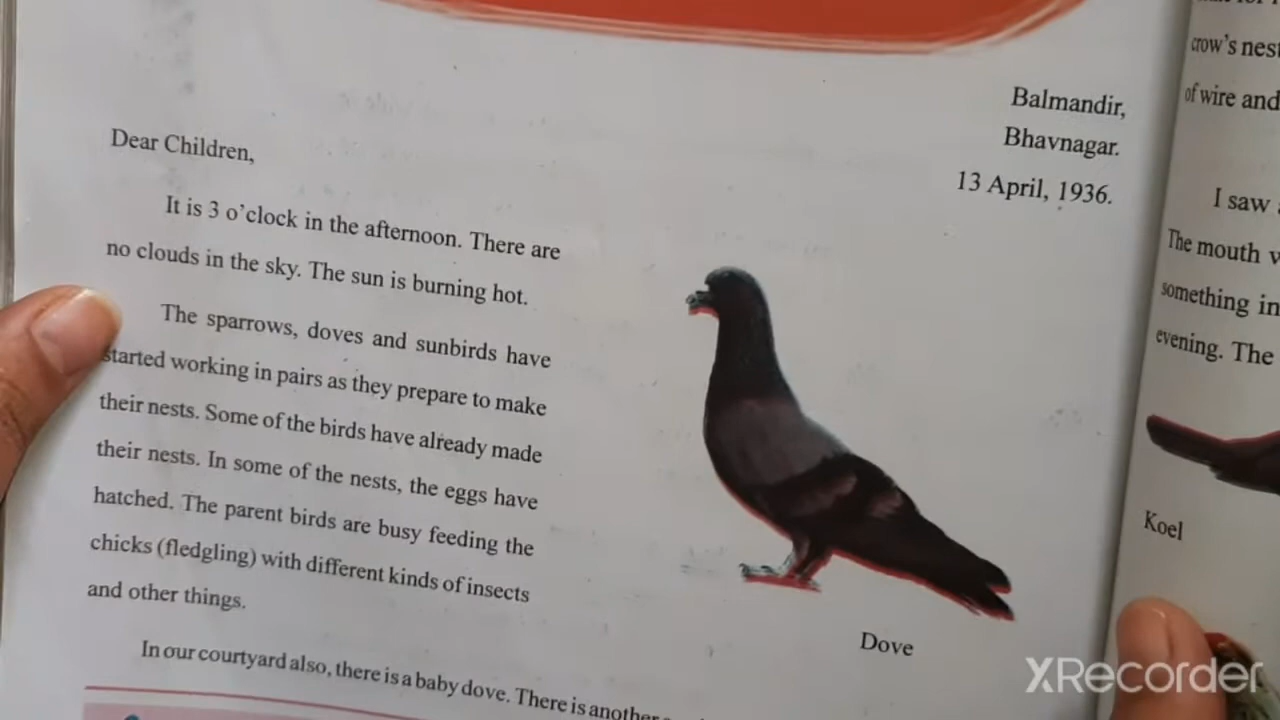 Balmandir,
Bhavnagar.
13 April, 1936.
Dear Children,
It is 3 o'clock in the afternoon. There are
no clouds in the sky. The sun is burning hot.
The sparrows, doves and sunbirds have
started working in pairs as they prepare to make
their nests. Some of the birds have already made
their nests. In some of the nests, the eggs have
hatched. The parent birds are busy feeding the
chicks (fledgling) with different kinds of insects
and other things.
In our courtyard also, there is a baby dove. There is another
Dove
crow's nest
of wire and
I saw
The mouth
something in
evening. The
Koel
XRecorder